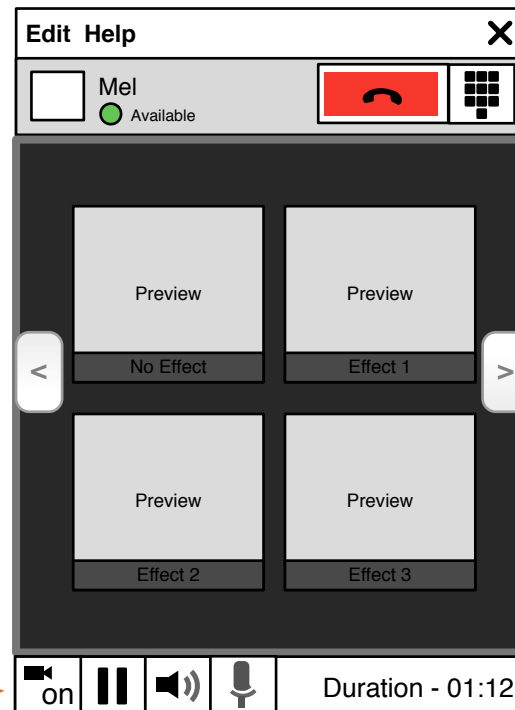 Edit Help
Mel
Available
Preview
Preview
No Effect
Effect 1
<
>
Preview
Preview
Effect 2
Effect 3
on
Duration - 01:12